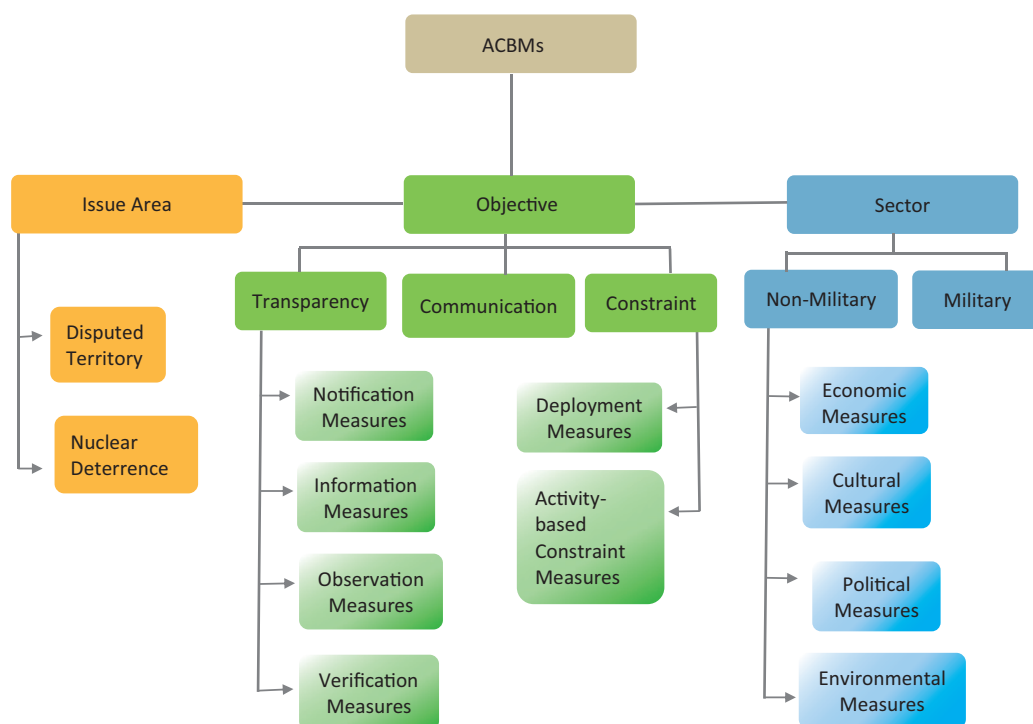 ACBMs
Issue Area
Objective
Sector
Transparency
Communication
Constraint
Non-Military
Military
Disputed
Territory
Nuclear
Deterrence
Notification
Measures
Information
Measures
Observation
Measures
Verification
Measures
Deployment
Measures
Activity-
based
Constraint
Measures
Economic
Measures
Cultural
Measures
Political
Measures
Environmental
Measures